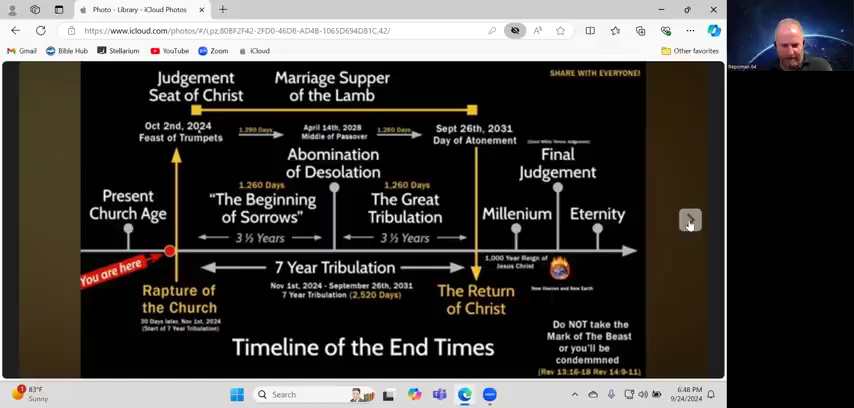 Photo - Library - iCloud Photos
https://www.icloud.com/photos/#/i,pz,80BF2F42-2FD0-46D8-AD4B-1065D694D81C,42/
Gmail
Bible Hub
Stellarium
YouTube
Zoom
iCloud
Other favorites
Repoman 64
SHARE WITH EVERYONE!
Judgement
Seat of Christ
Marriage Supper
of the Lamb
Oct 2nd, 2024
Feast of Trumpets
1,290 Days
April 14th, 2028
Middle of Passover
1,260 Days
Sept 26th, 2031
Day of Atonement
Abomination
of Desolation
Final
Judgement
Present
Church Age
1,260 Days
"The Beginning
of Sorrows"
3 ½ Years
1,260 Days
The Great
Tribulation
3 ½ Years
Millenium
Eternity
You are here
7 Year Tribulation
Nov 1st, 2024 - September 26th, 2031
7 Year Tribulation (2,520 Days)
1,000 Year Reign of
Jesus Christ
New Heaven and New Earth
Rapture of
the Church
30 Days later, Nov 1st, 2024
(Start of 7 Year Tribulation)
The Return
of Christ
Timeline of the End Times
Do NOT take the
Mark of The Beast
or you'll be
condemmned
(Rev 13:16-18 Rev 14:9-11)
83°F
Sunny
Search
6:48 PM
9/24/2024